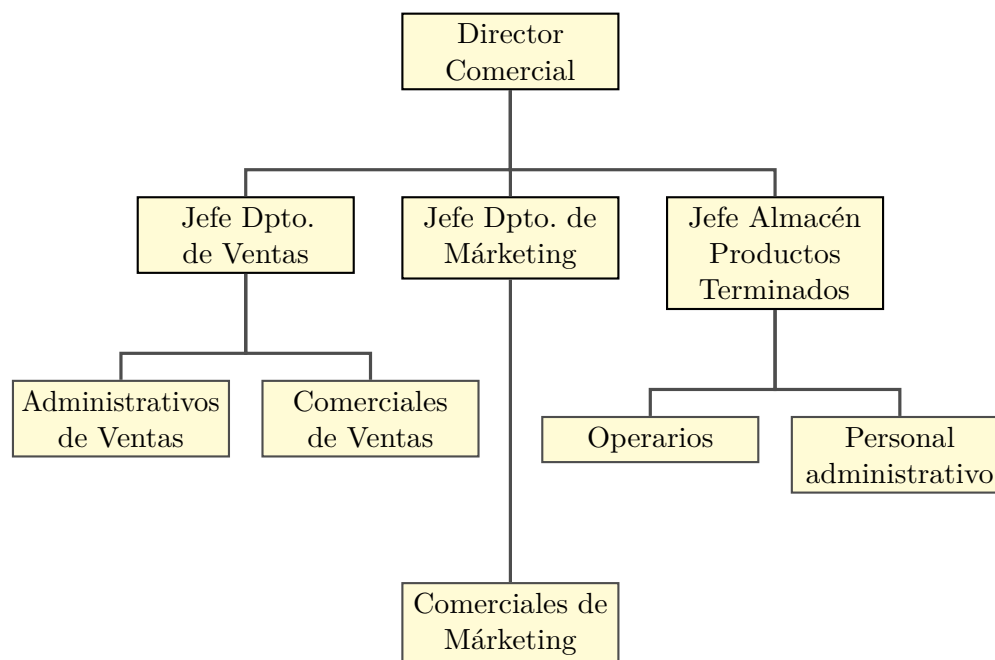 Director
Comercial
Jefe Dpto.
de Ventas
Jefe Dpto. de
Márketing
Jefe Almacén
Productos
Terminados
Administrativos
de Ventas
Comerciales
de Ventas
Operarios
Personal
administrativo
Comerciales de
Márketing